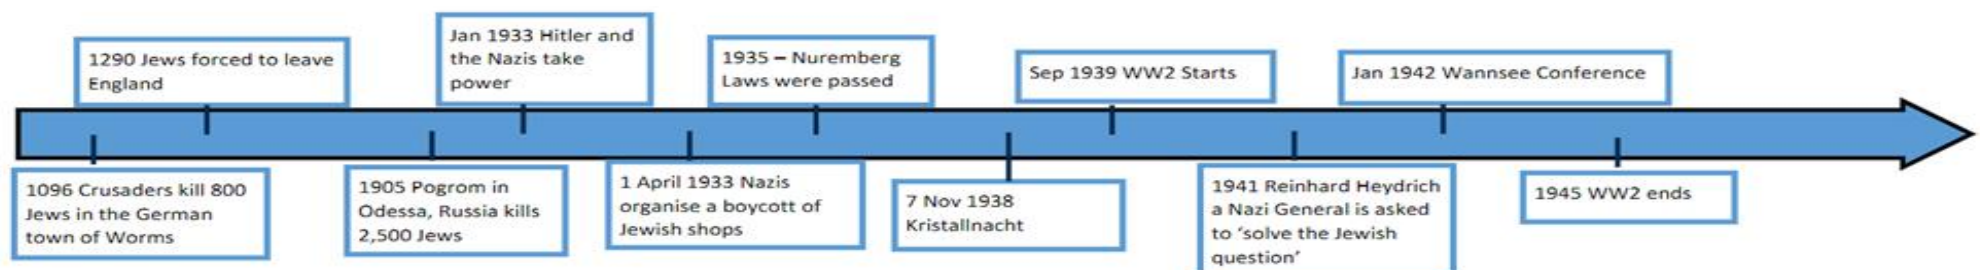 1290 Jews forced to leave
England
Jan 1933 Hitler and
the Nazis take
power
1935 – Nuremberg
Laws were passed
Sep 1939 WW2 Starts
Jan 1942 Wannsee Conference
1096 Crusaders kill 800
Jews in the German
town of Worms
1905 Pogrom in
Odessa, Russia kills
2,500 Jews
1 April 1933 Nazis
organise a boycott of
Jewish shops
7 Nov 1938
Kristallnacht
1941 Reinhard Heydrich
a Nazi General is asked
to ‘solve the Jewish
question’
1945 WW2 ends